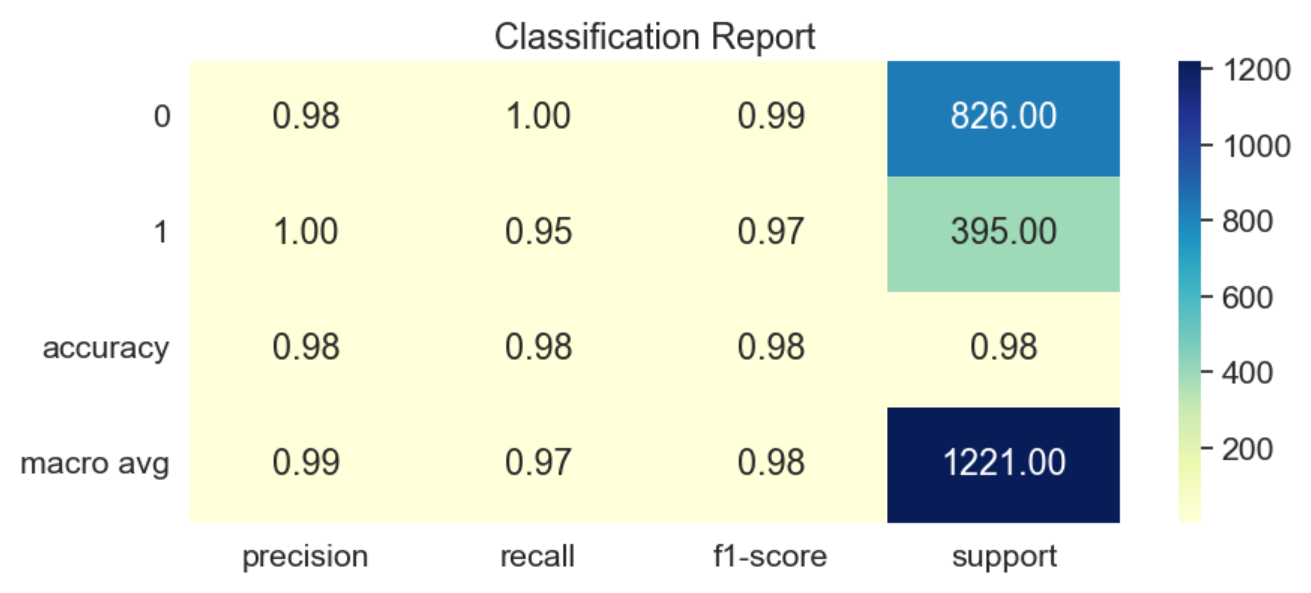 Classification Report
0 0.98 1.00 0.99 826.00
1 1.00 0.95 0.97 395.00
accuracy 0.98 0.98 0.98 0.98
macro avg 0.99 0.97 0.98 1221.00
precision recall f1-score support
1200
1000
800
600
400
200